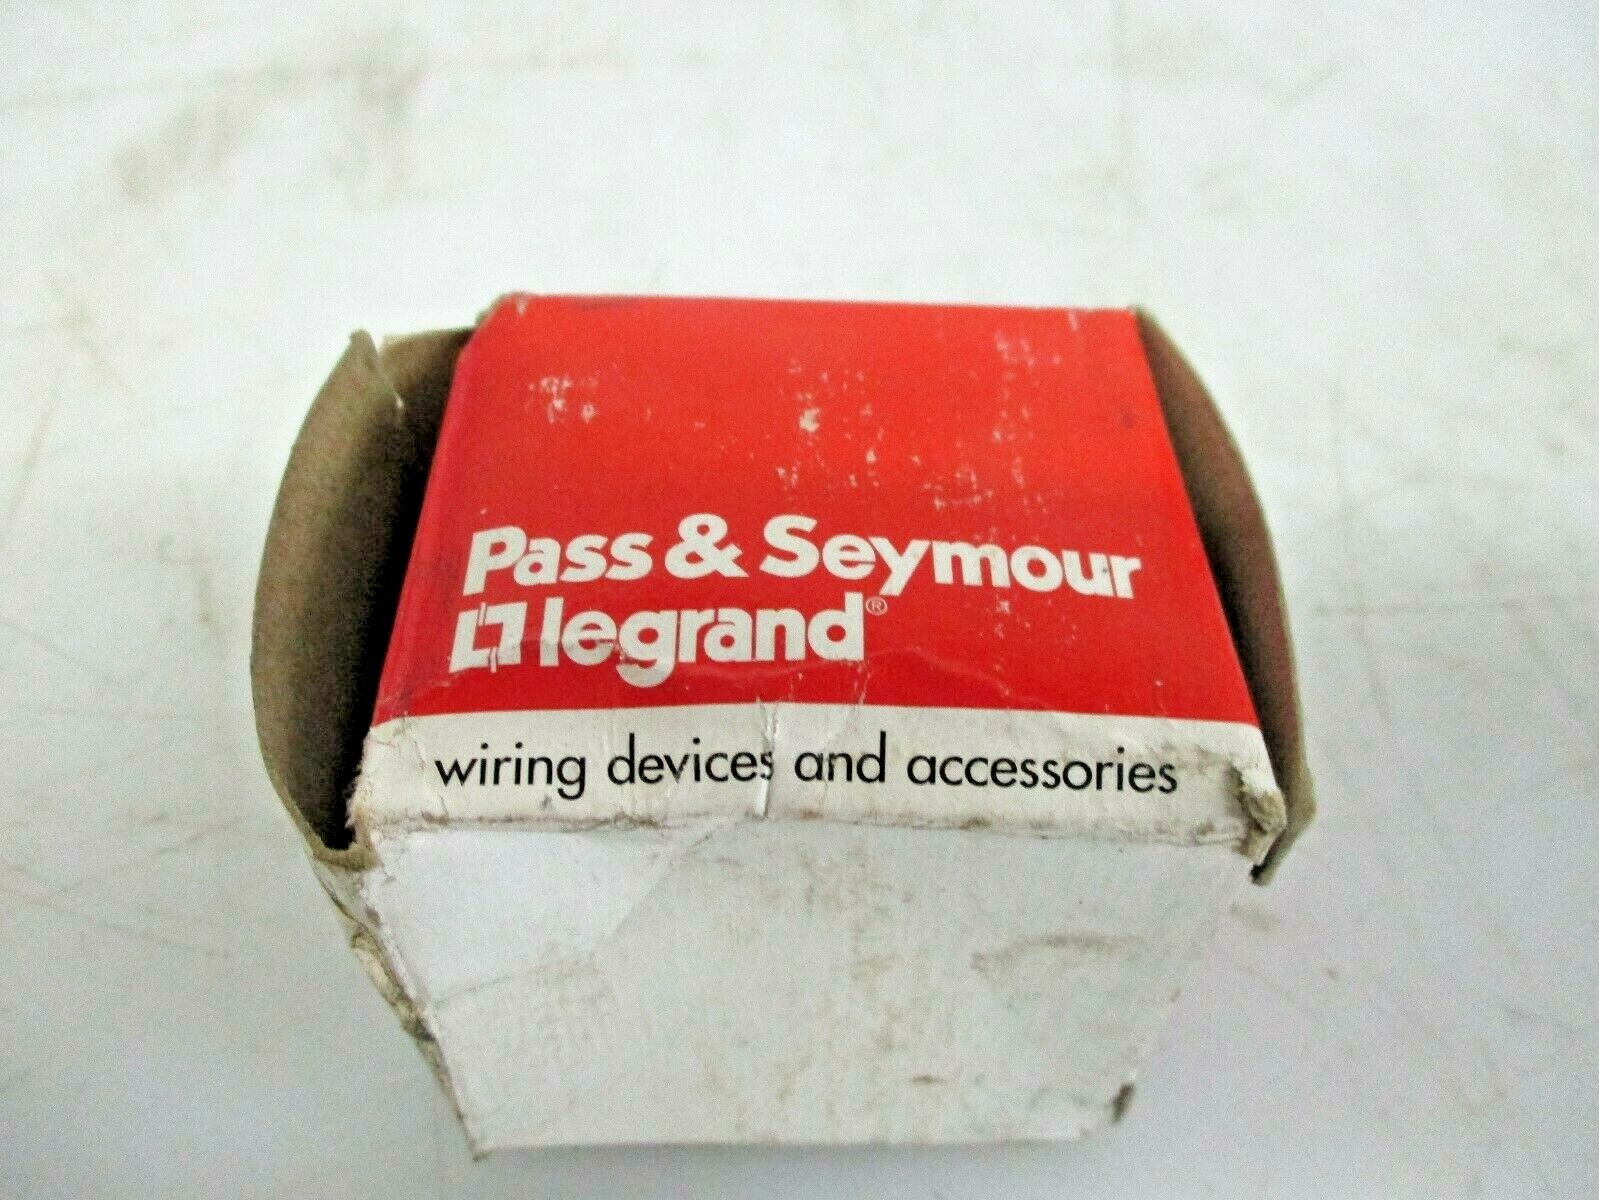 Pass & Seymour
legrand®
wiring devices and accessories